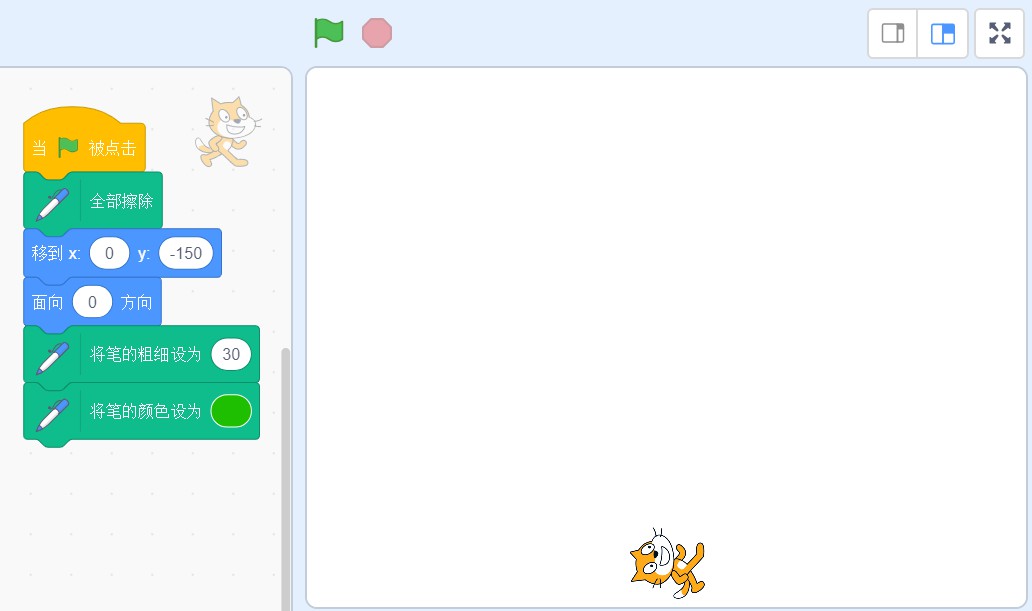 当 被点击
全部擦除
移到 x: 0 y: -150
面向 0 方向
将笔的粗细设为 30
将笔的颜色设为